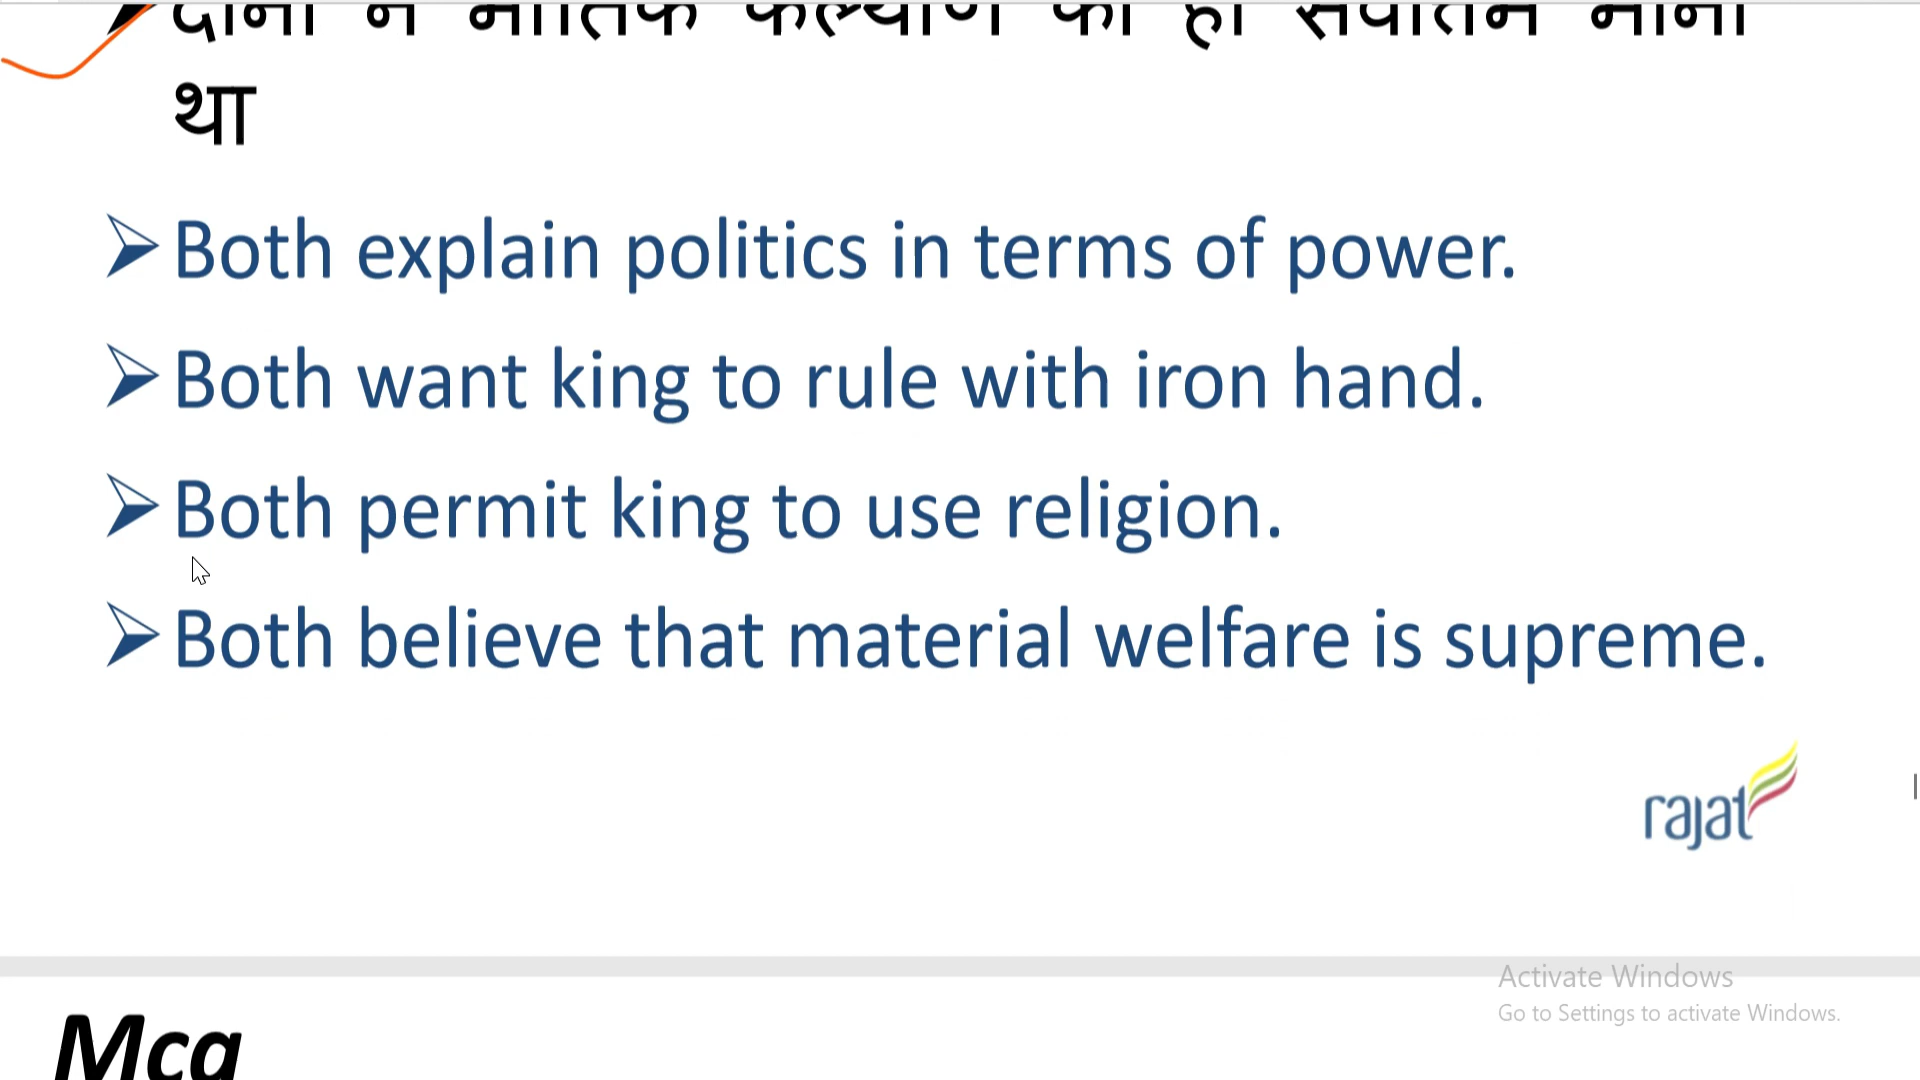 दोनों ने भौतिक कल्याण को ही सर्वोत्तम माना
था
Both explain politics in terms of power.
Both want king to rule with iron hand.
Both permit king to use religion.
Both believe that material welfare is supreme.
rajat
Activate Windows
Go to Settings to activate Windows.
Mcq